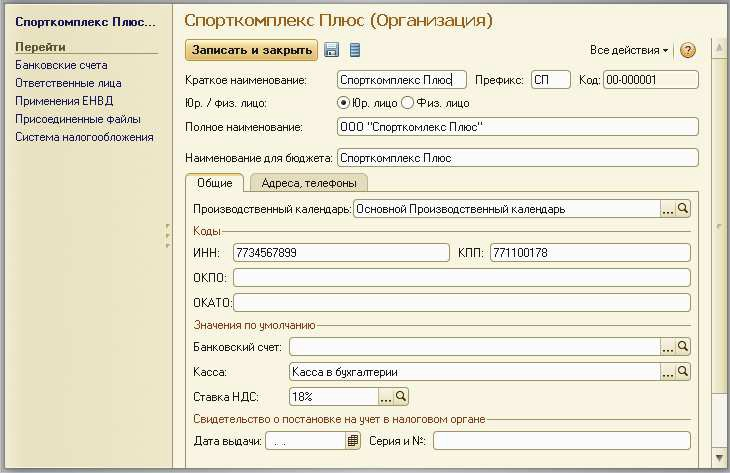 Спорткомплекс Плюс...
Перейти
Банковские счета
Ответственные лица
Применения ЕНВД
Присоединенные файлы
Система налогообложения
Спорткомплекс Плюс (Организация)
Записать и закрыть Все действия ?
Краткое наименование: Спорткомплекс Плюс Префикс: СП Код: 00-000001
Юр. / физ. лицо: Юр. лицо Физ. лицо
Полное наименование: ООО "Спорткомлекс Плюс"
Наименование для бюджета: Спорткомплекс Плюс
Общие Адреса, телефоны
Производственный календарь: Основной Производственный календарь ...
Коды
ИНН: 7734567899 КПП: 771100178
ОКПО:
ОКАТО:
Значения по умолчанию
Банковский счет: ...
Касса: Касса в бухгалтерии ...
Ставка НДС: 18% ...
Свидетельство о постановке на учет в налоговом органе
Дата выдачи: . . Серия и №: